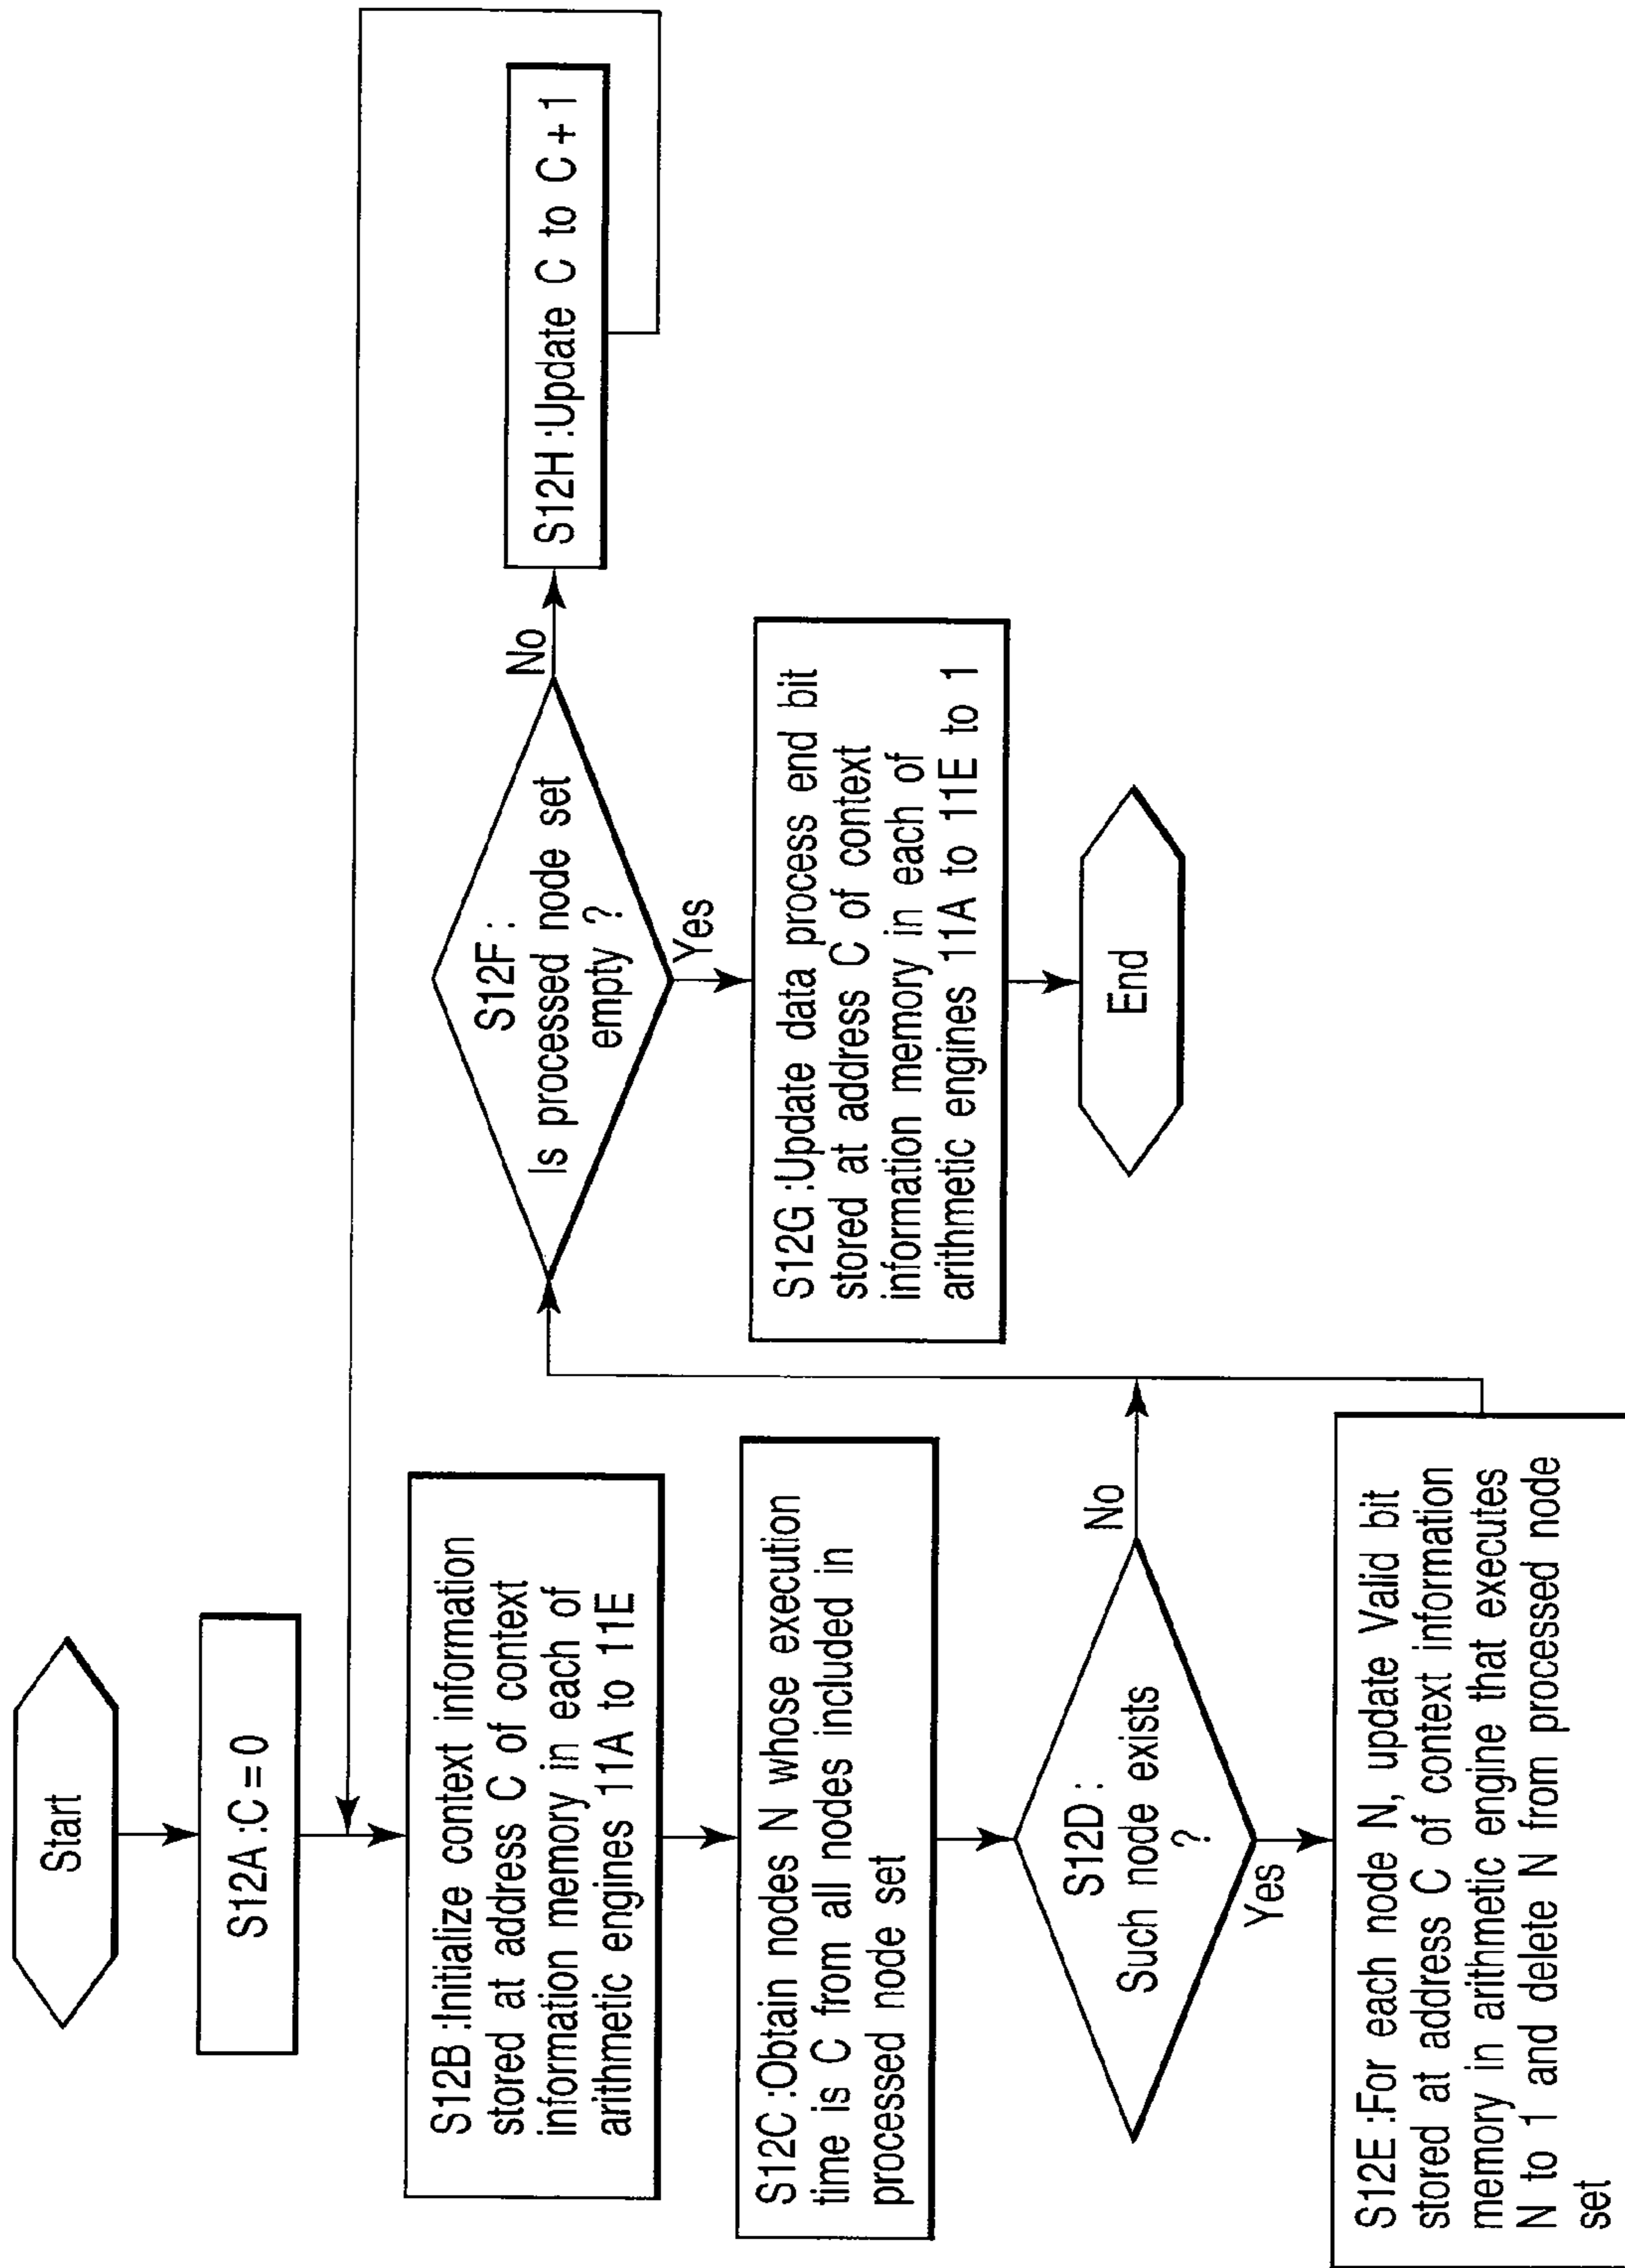 Start
S12A :C = 0
S12B :Initialize context information
stored at address C of context
information memory in each of
arithmetic engines 11A to 11E
S12C :Obtain nodes N whose execution
time is C from all nodes included in
processed node set
S12D :
Such node exists
?
No
Yes
S12E :For each node N, update Valid bit
stored at address C of context information
memory in arithmetic engine that executes
N to 1 and delete N from processed node
set
S12F :
Is processed node set
empty ?
No
Yes
S12H :Update C to C + 1
S12G :Update data process end bit
stored at address C of context
information memory in each of
arithmetic engines 11A to 11E to 1
End